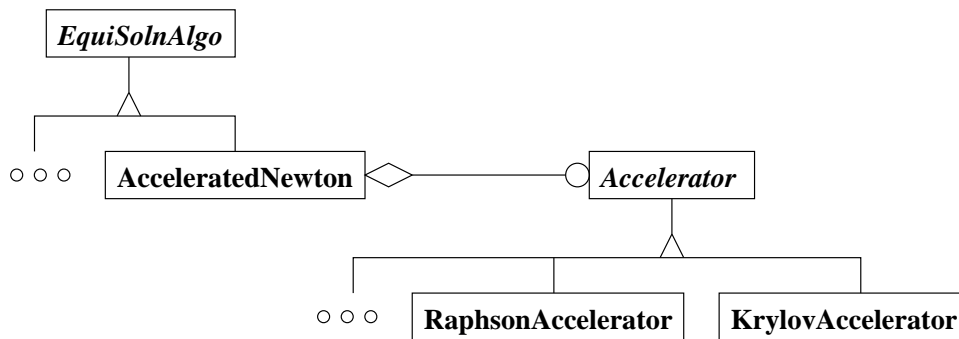 EquiSolnAlgo
AcceleratedNewton
Accelerator
RaphsonAccelerator
KrylovAccelerator